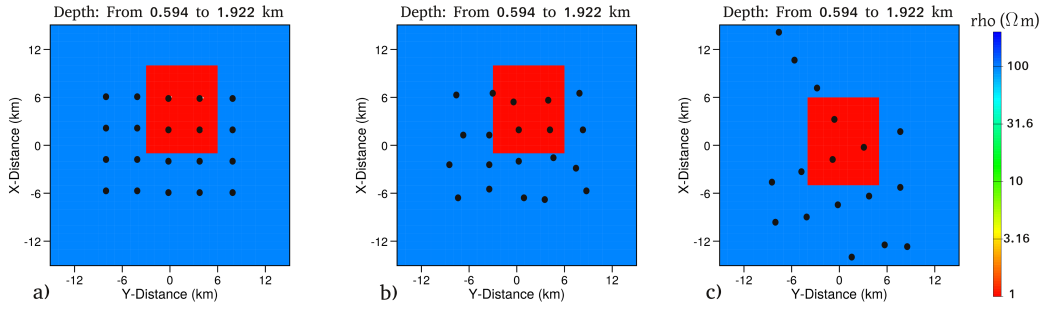 Depth: From 0.594 to 1.922 km
12
6
0
-6
-12
X-Distance (km)
-12 -6 0 6 12
Y-Distance (km)
a)
Depth: From 0.594 to 1.922 km
12
6
0
-6
-12
X-Distance (km)
-12 -6 0 6 12
Y-Distance (km)
b)
Depth: From 0.594 to 1.922 km
12
6
0
-6
-12
X-Distance (km)
-12 -6 0 6 12
Y-Distance (km)
c)
rho (Ωm)
100
31.6
10
3.16
1